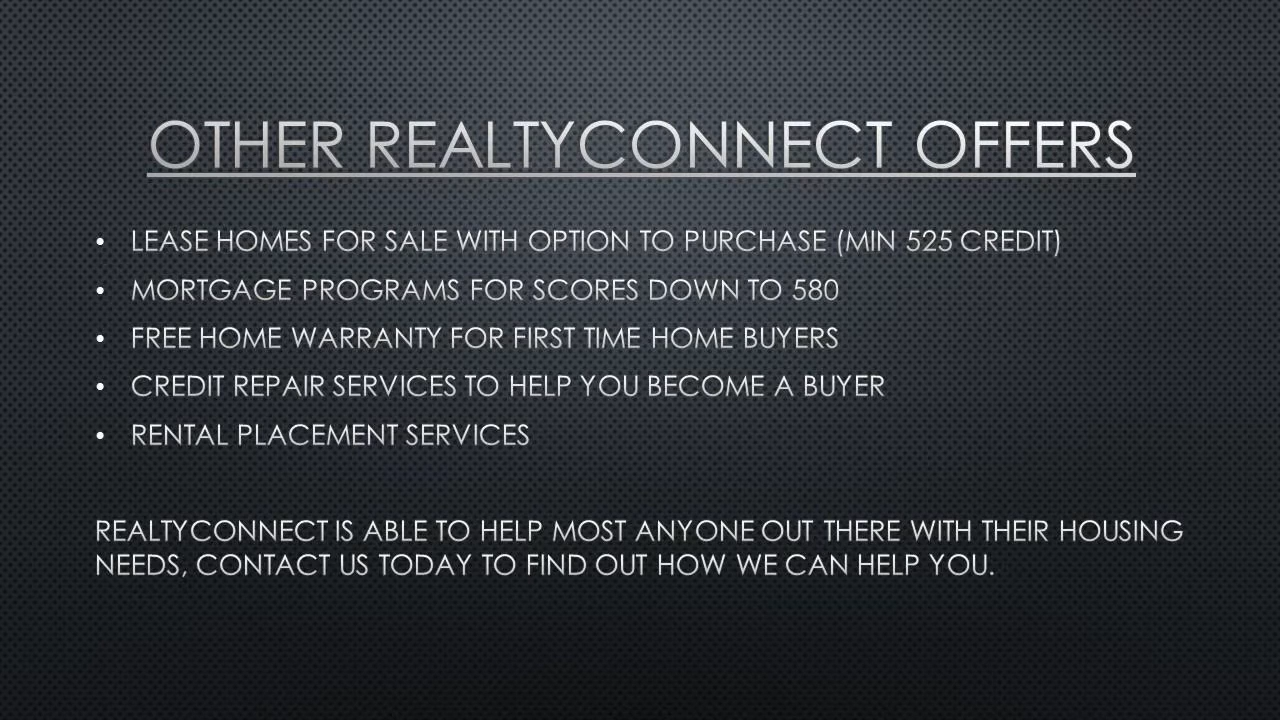 OTHER REALTYCONNECT OFFERS
• LEASE HOMES FOR SALE WITH OPTION TO PURCHASE (MIN 525 CREDIT)
• MORTGAGE PROGRAMS FOR SCORES DOWN TO 580
• FREE HOME WARRANTY FOR FIRST TIME HOME BUYERS
• CREDIT REPAIR SERVICES TO HELP YOU BECOME A BUYER
• RENTAL PLACEMENT SERVICES
REALTYCONNECT IS ABLE TO HELP MOST ANYONE OUT THERE WITH THEIR HOUSING
NEEDS, CONTACT US TODAY TO FIND OUT HOW WE CAN HELP YOU.